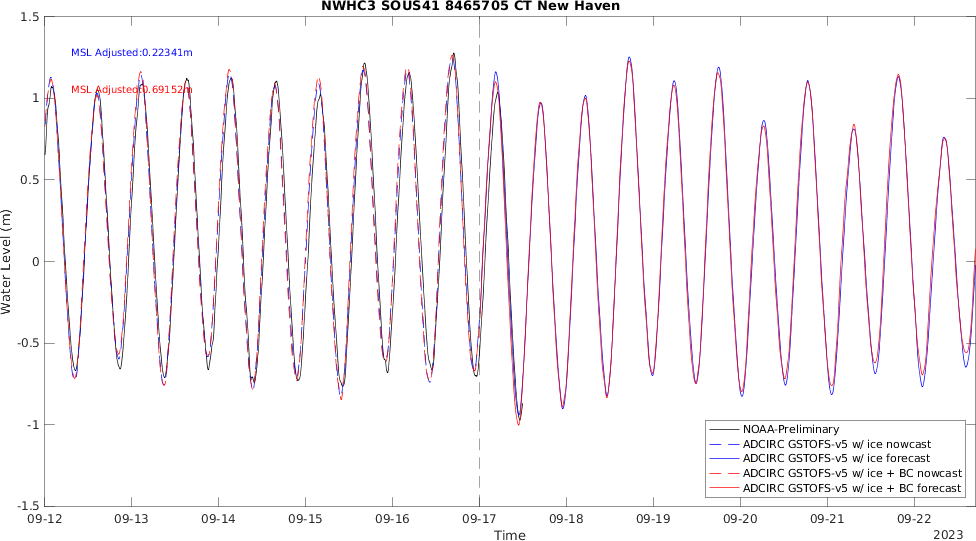 NWHC3 SOUS41 8465705 CT New Haven
1.5
MSL Adjusted:0.22341m
MSL Adjusted:0.69152m
1
0.5
Water Level (m)
0
-0.5
-1
-1.5
NOAA-Preliminary
ADCIRC GSTOFS-v5 w/ ice nowcast
ADCIRC GSTOFS-v5 w/ ice forecast
ADCIRC GSTOFS-v5 w/ ice + BC nowcast
ADCIRC GSTOFS-v5 w/ ice + BC forecast
09-12 09-13 09-14 09-15 09-16 09-17 09-18 09-19 09-20 09-21 09-22
Time
2023